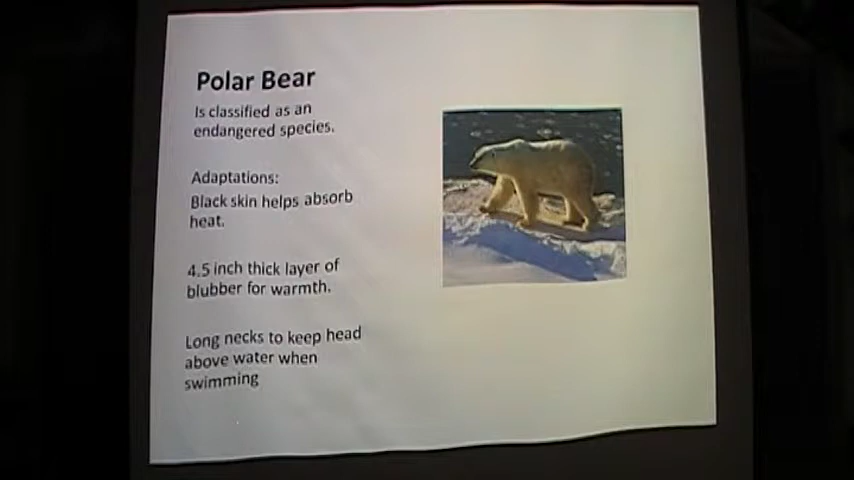 Polar Bear
Is classified as an
endangered species.
Adaptations:
Black skin helps absorb
heat.
4.5 inch thick layer of
blubber for warmth.
Long necks to keep head
above water when
swimming